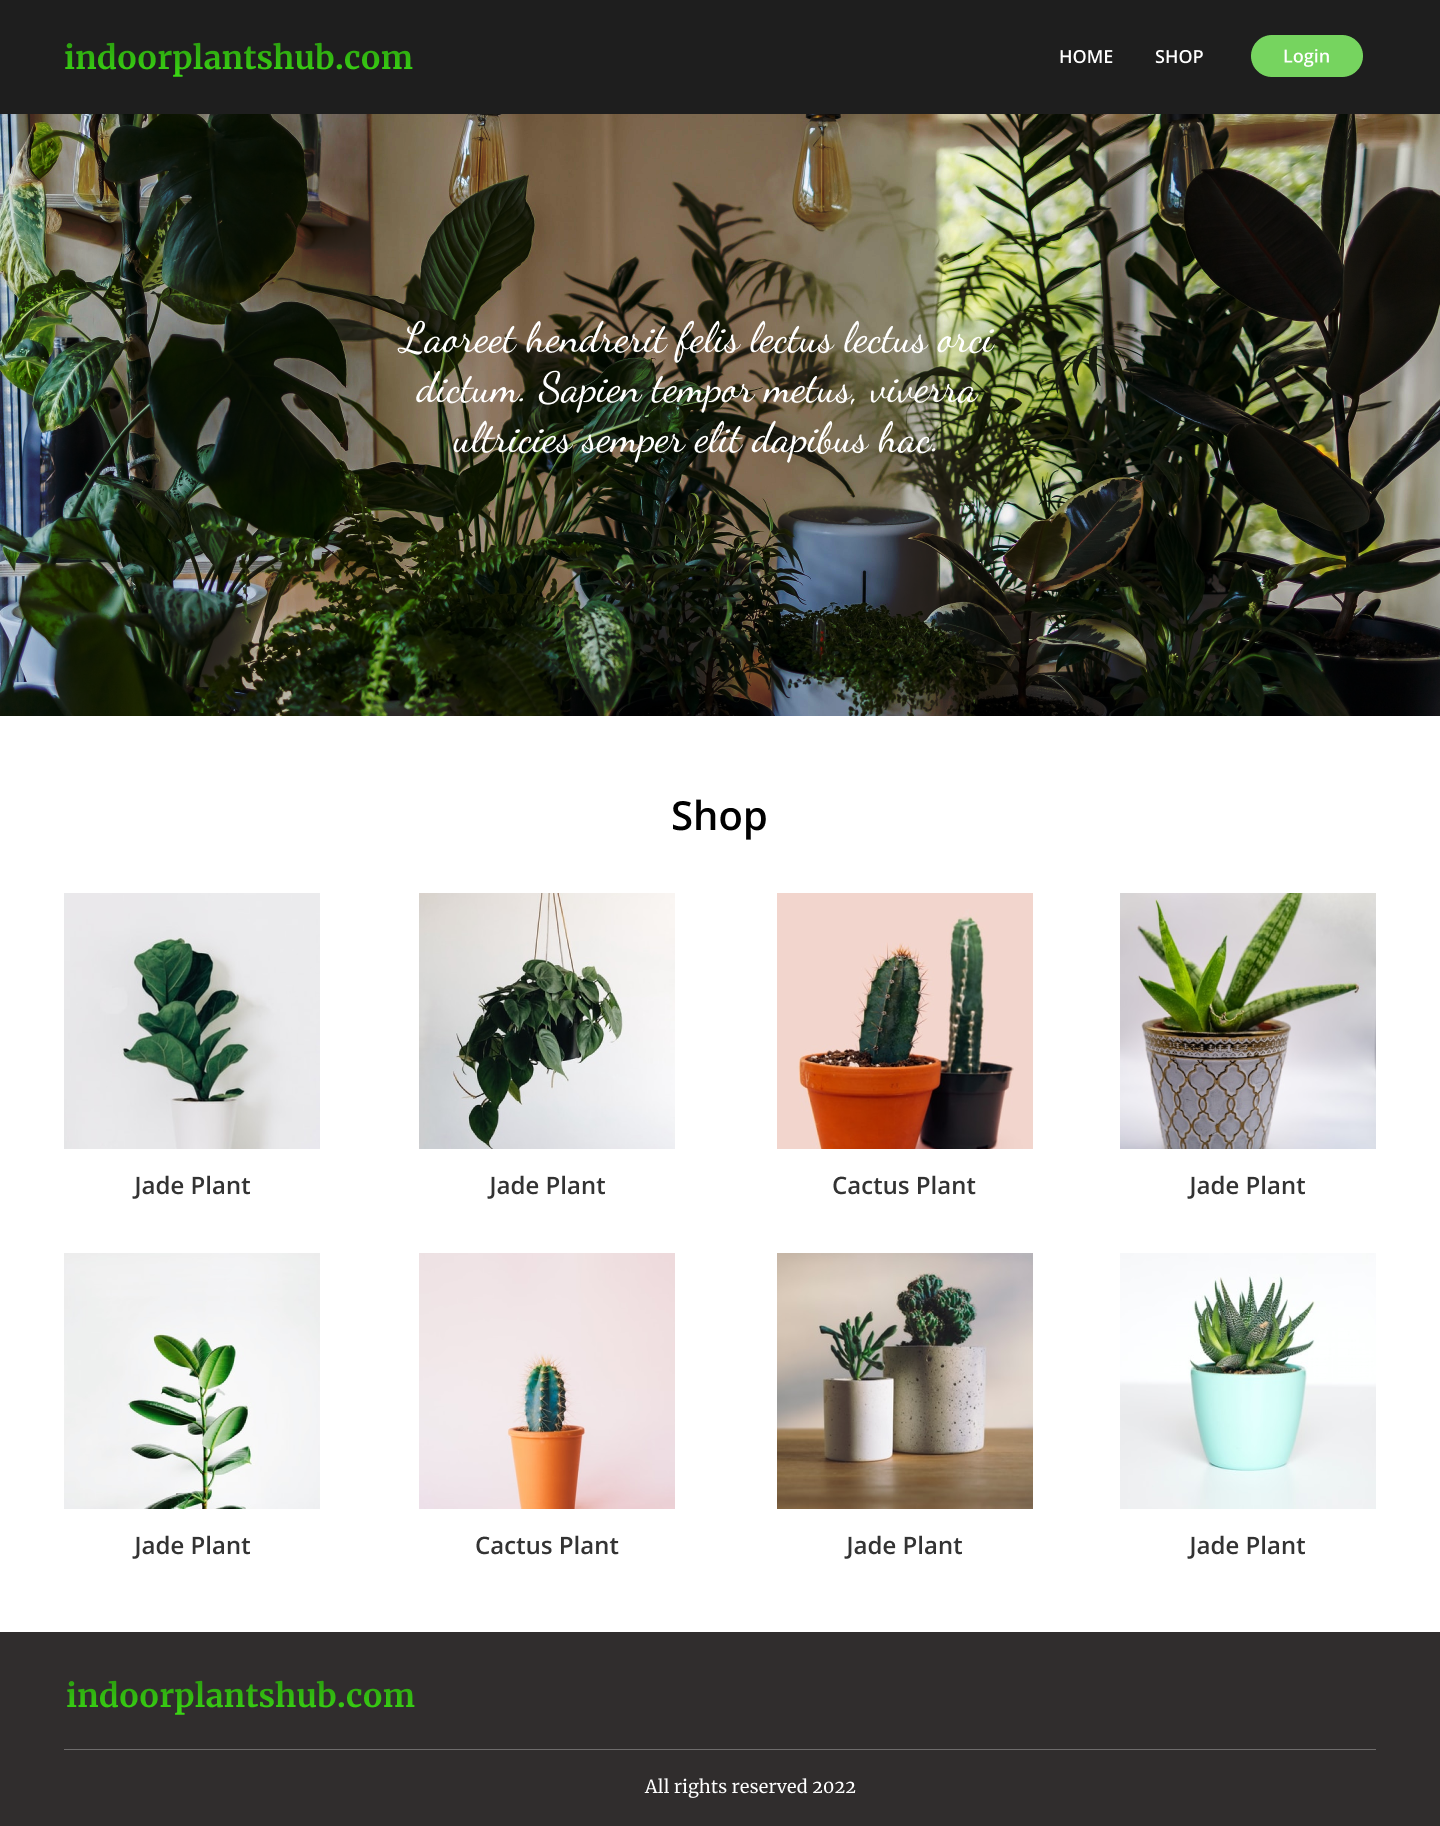 indoorplantshub.com
HOME SHOP Login
Laoreet hendrerit felis lectus lectus orci
dictum. Sapien tempor metus, viverra
ultricies semper elit dapibus hac.
Shop
Jade Plant
Jade Plant
Cactus Plant
Jade Plant
Jade Plant
Cactus Plant
Jade Plant
Jade Plant
indoorplantshub.com
All rights reserved 2022